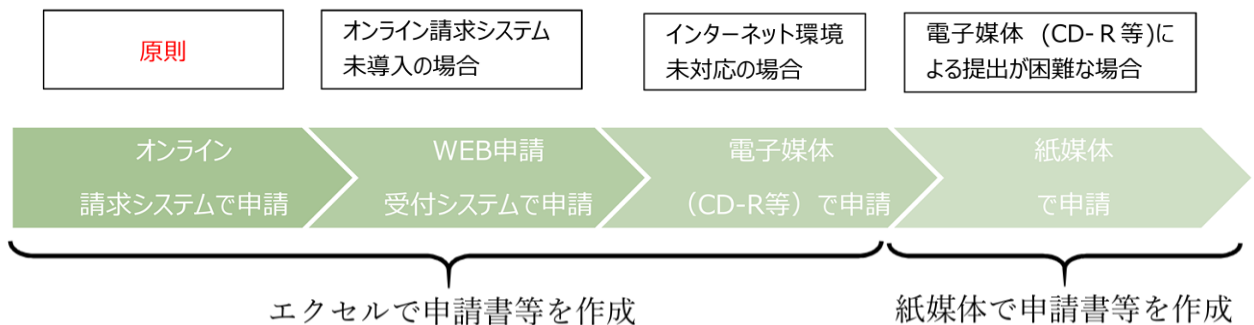 原則
オンライン請求システム
未導入の場合
インターネット環境
未対応の場合
電子媒体 (CD-R等)に
よる提出が困難な場合
オンライン
請求システムで申請
WEB申請
受付システムで申請
電子媒体
（CD-R等）で申請
紙媒体
で申請
エクセルで申請書等を作成
紙媒体で申請書等を作成